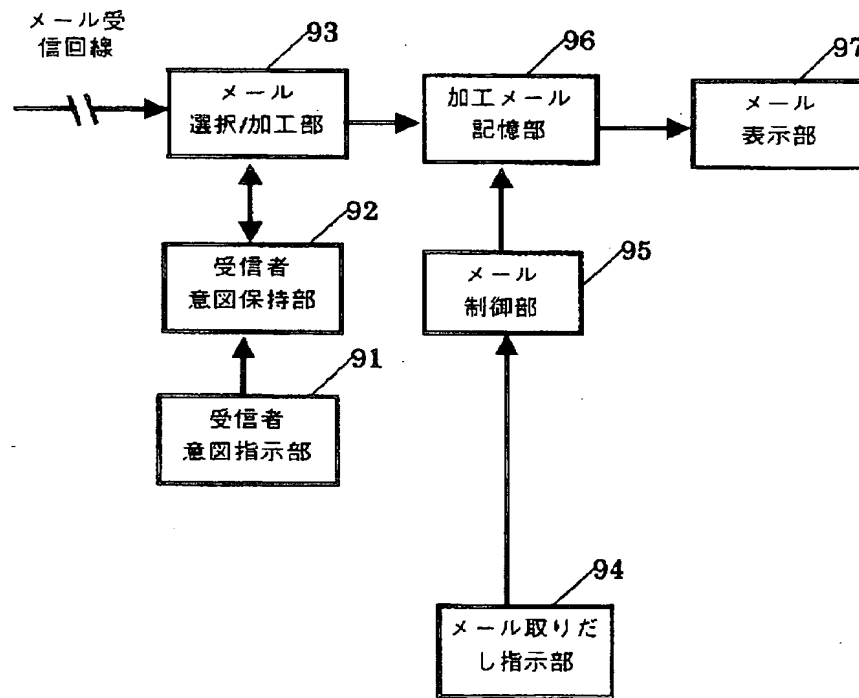 メール受
信回線
93
メール
選択/加工部
96
加工メール
記憶部
97
メール
表示部
92
受信者
意図保持部
95
メール
制御部
91
受信者
意図指示部
94
メール取りだ
し指示部